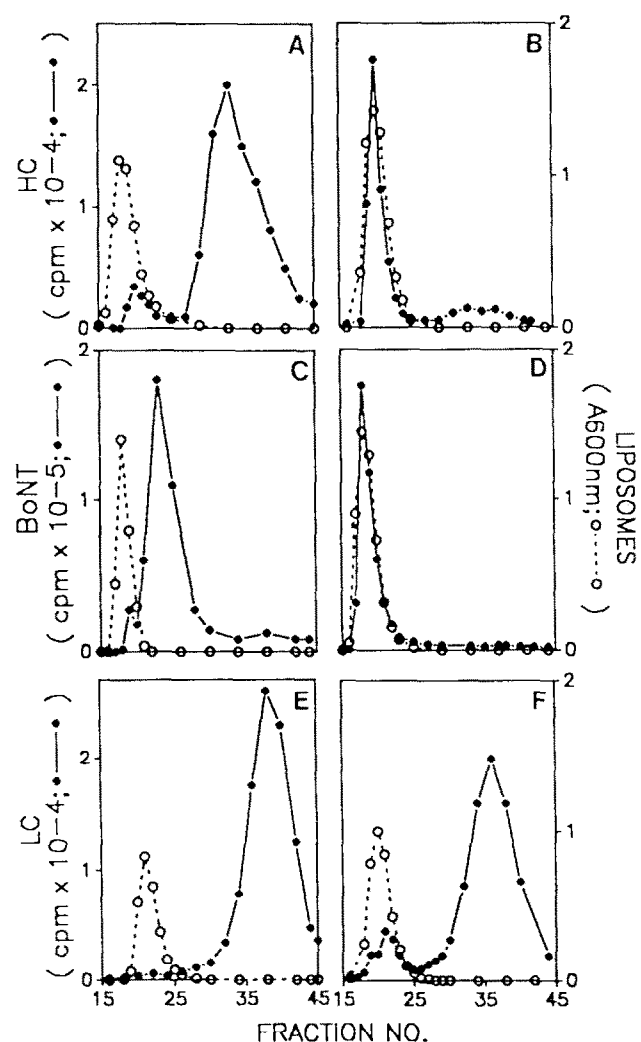 A
B
2
1
0
HC
( cpm x 10-4; )
2
1
0
C
D
2
1
0
BoNT
( cpm x 10-5; )
2
1
0
LIPOSOMES
( A600nm; )
E
F
2
1
0
LC
( cpm x 10-4; )
2
1
0
15 25 35 45 15 25 35 45
FRACTION NO.